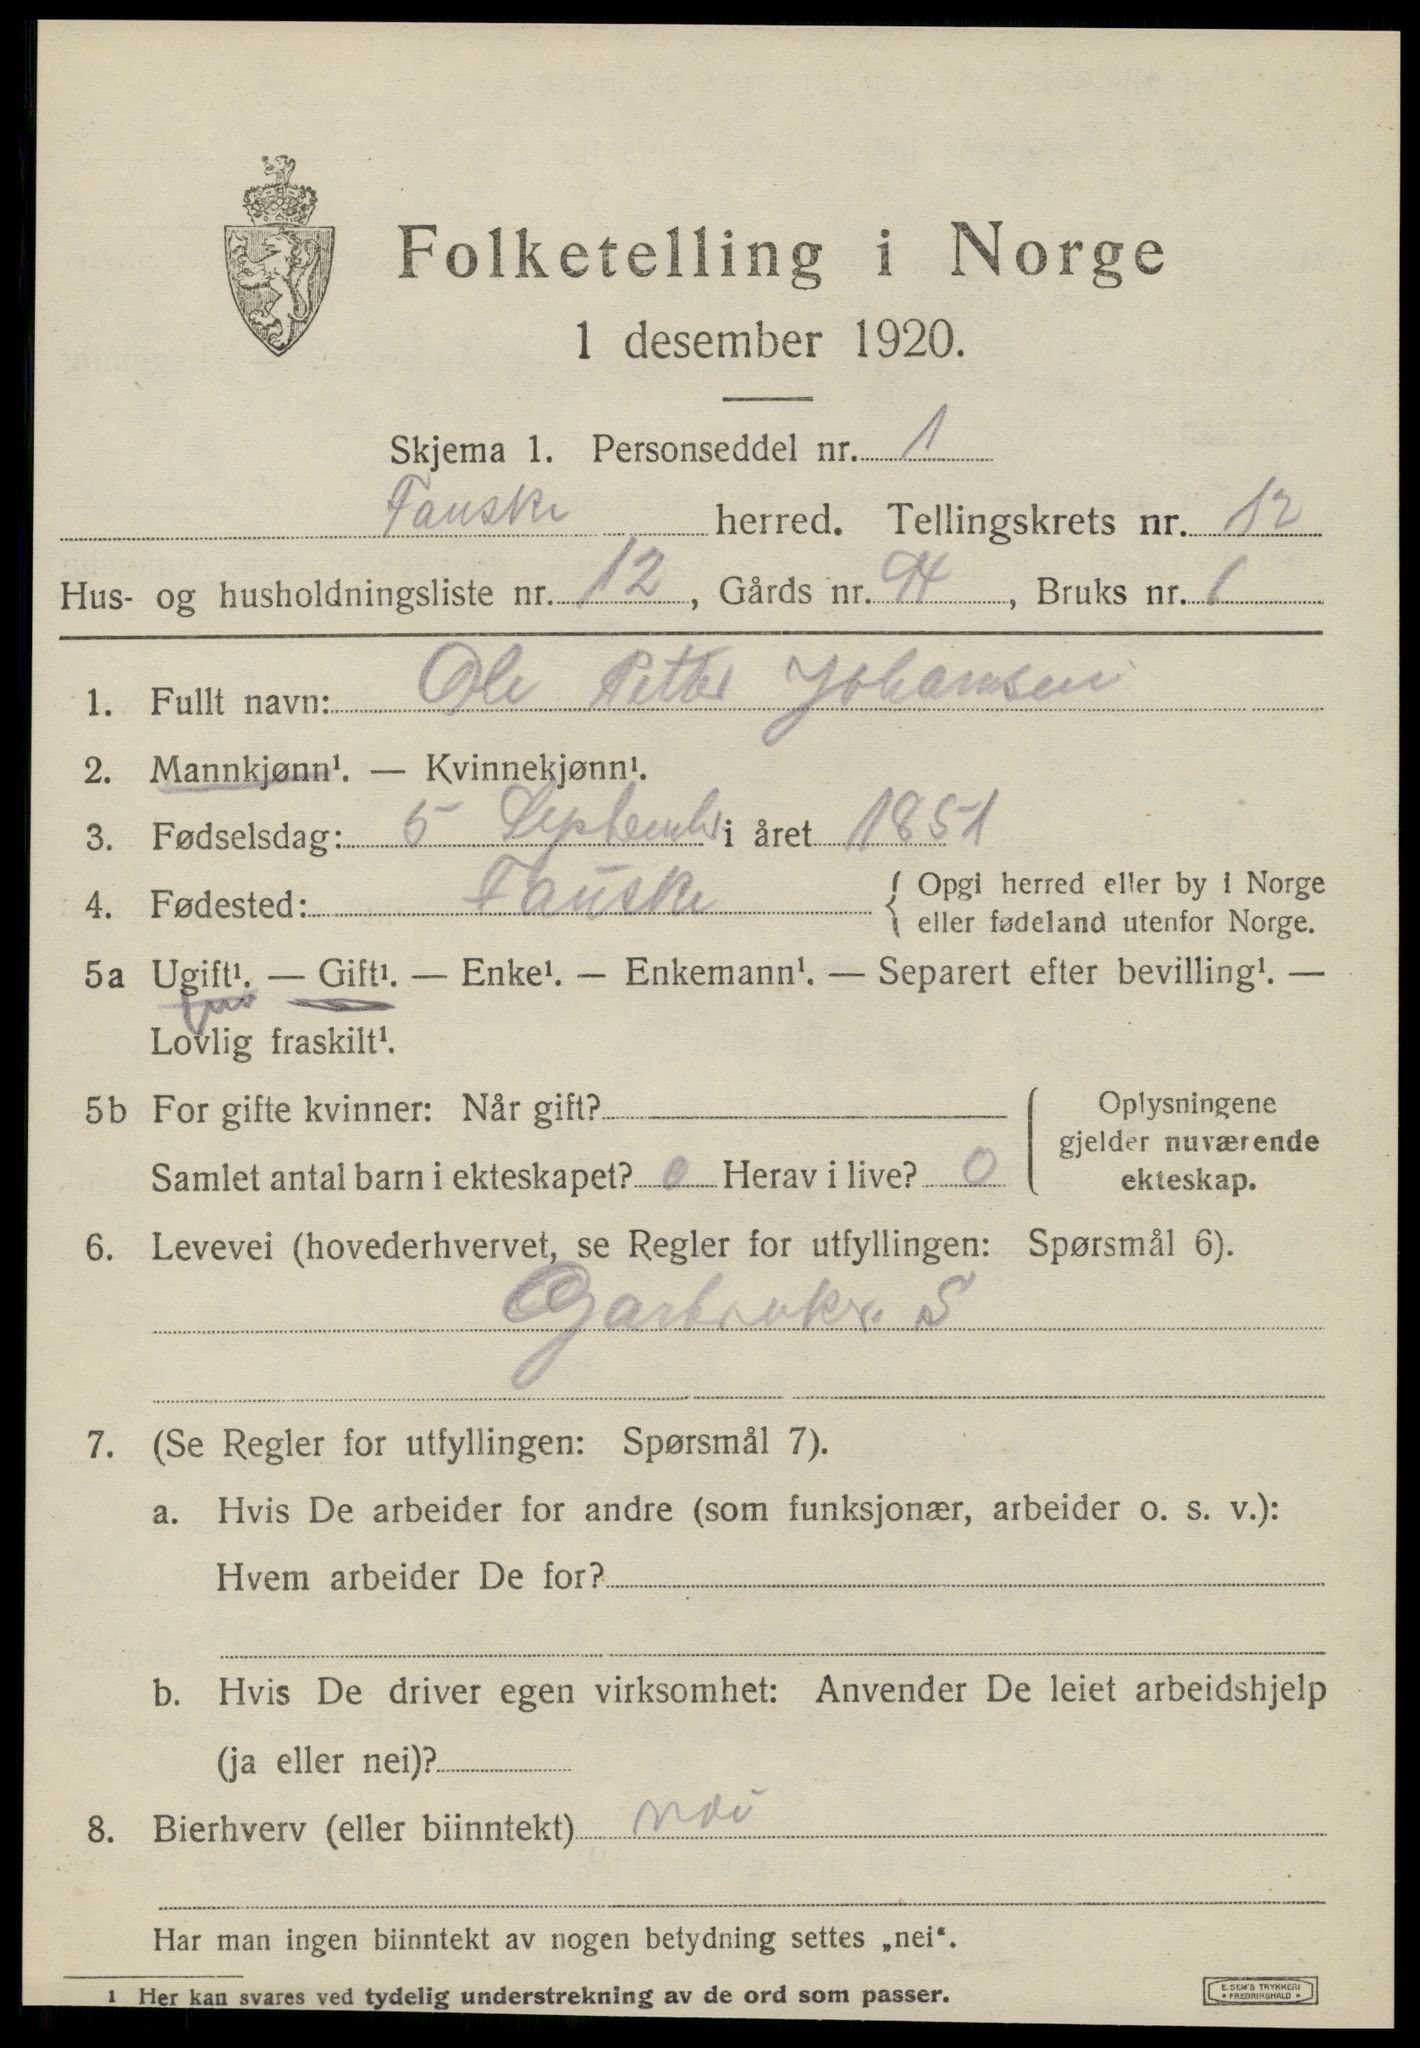 Folketelling i Norge
1 desember 1920.
Skjema 1. Personseddel nr. 1
Fauske herred. Tellingskrets nr. 12
Hus- og husholdningsliste nr. 12, Gårds nr. 94, Bruks nr. 1
1. Fullt navn: Ole Petter Johansen
2. Mannkjønn¹. — Kvinnekjønn¹.
3. Fødselsdag: 5 September i året 1851
4. Fødested: Fauske { Opgi herred eller by i Norge
eller fødeland utenfor Norge.
5a Ugift¹. — Gift¹. — Enke¹. — Enkemann¹. — Separert efter bevilling¹. —
Lovlig fraskilt¹.
5b For gifte kvinner: Når gift?
Samlet antal barn i ekteskapet? 0 Herav i live? 0
Oplysningene
gjelder nuværende
ekteskap.
6. Levevei (hovederhvervet, se Regler for utfyllingen: Spørsmål 6).
S
7. (Se Regler for utfyllingen: Spørsmål 7).
a. Hvis De arbeider for andre (som funksjonær, arbeider o. s. v.):
Hvem arbeider De for?
b. Hvis De driver egen virksomhet: Anvender De leiet arbeidshjelp
(ja eller nei)?
8. Bierhverv (eller biinntekt) nei
Har man ingen biinntekt av nogen betydning settes „nei“.
1 Her kan svares ved tydelig understrekning av de ord som passer.
E. SEM'S TRYKKERI
• FREDRIKSHALD •